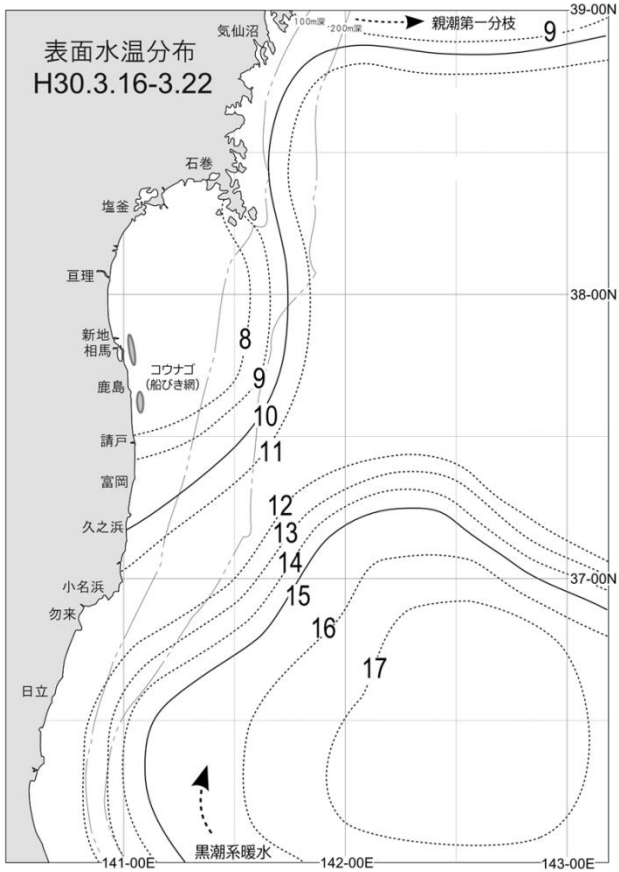 39-00N
気仙沼
100m深
200m深
親潮第一分枝
9
表面水温分布
H30.3.16-3.22
石巻
塩釜
亘理
38-00N
新地
相馬
8
コウナゴ
(船びき網)
9
鹿島
10
請戸
11
富岡
12
久之浜
13
14
37-00N
小名浜
15
勿来
16
17
日立
黒潮系暖水
141-00E
142-00E
143-00E